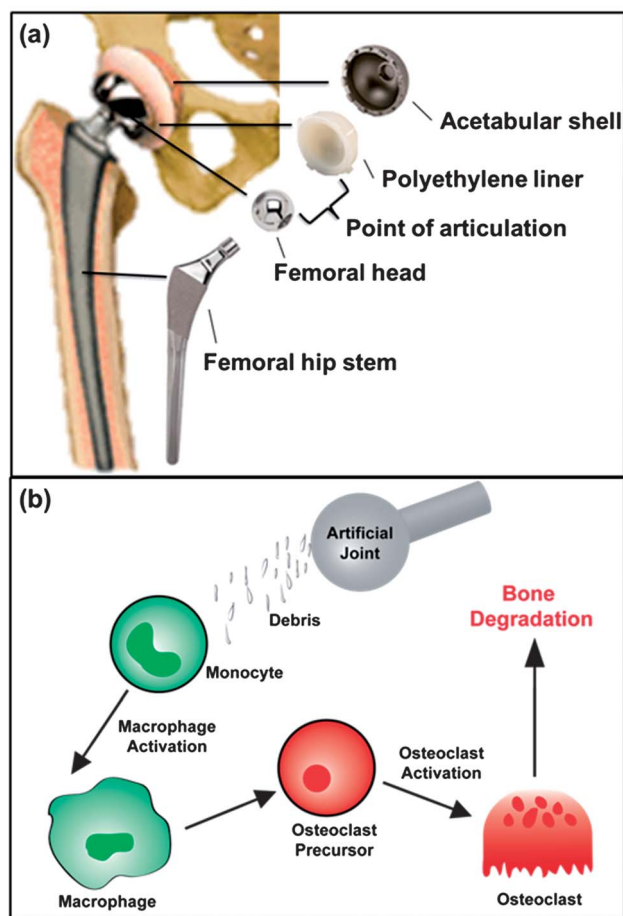 (a)
Acetabular shell
Polyethylene liner
Point of articulation
Femoral head
Femoral hip stem
(b)
Artificial
Joint
Debris
Bone
Degradation
Monocyte
Macrophage
Activation
Osteoclast
Activation
Osteoclast
Precursor
Macrophage
Osteoclast